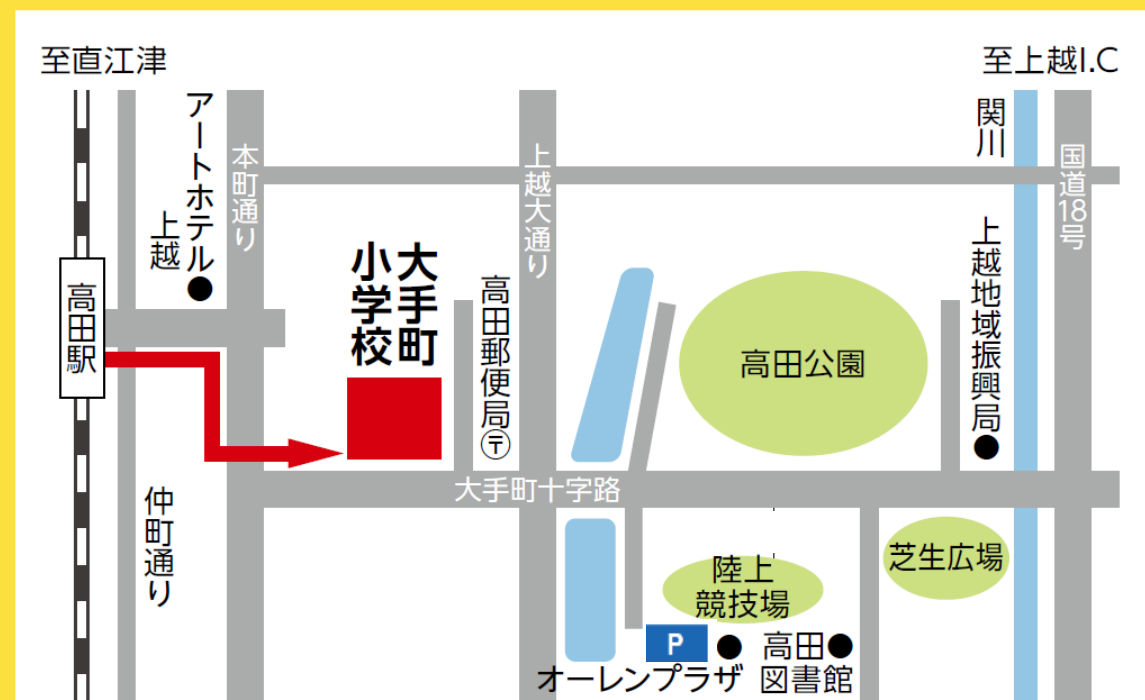 至直江津
至上越I.C
アートホテル
上越
本町通り
上越大通り
関川
国道18号
高田駅
大手町
小学校
高田郵便局〒
高田公園
上越地域振興局
大手町十字路
仲町通り
陸上
競技場
芝生広場
P
オーレンプラザ
高田
図書館